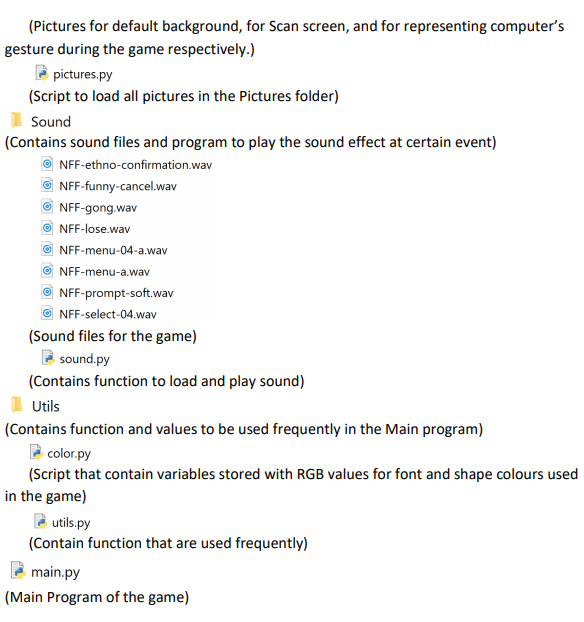 (Pictures for default background, for Scan screen, and for representing computer’s
gesture during the game respectively.)
pictures.py
(Script to load all pictures in the Pictures folder)
Sound
(Contains sound files and program to play the sound effect at certain event)
NFF-ethno-confirmation.wav
NFF-funny-cancel.wav
NFF-gong.wav
NFF-lose.wav
NFF-menu-04-a.wav
NFF-menu-a.wav
NFF-prompt-soft.wav
NFF-select-04.wav
(Sound files for the game)
sound.py
(Contains function to load and play sound)
Utils
(Contains function and values to be used frequently in the Main program)
color.py
(Script that contain variables stored with RGB values for font and shape colours used
in the game)
utils.py
(Contain function that are used frequently)
main.py
(Main Program of the game)